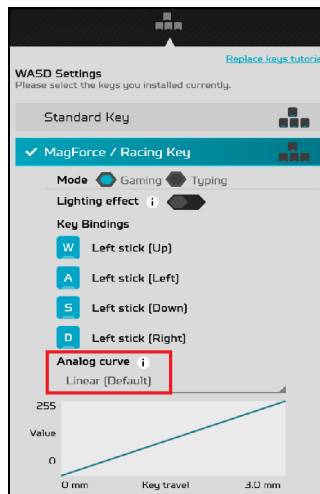 Replace keys tutoria
WASD Settings
Please select the keys you installed currently.
Standard Key
MagForce / Racing Key
Mode Gaming Typing
Lighting effect i
Key Bindings
W Left stick (Up)
A Left stick (Left)
S Left stick (Down)
D Left stick (Right)
Analog curve i
Linear (Default)
255
Value
0
0 mm Key travel 3.0 mm